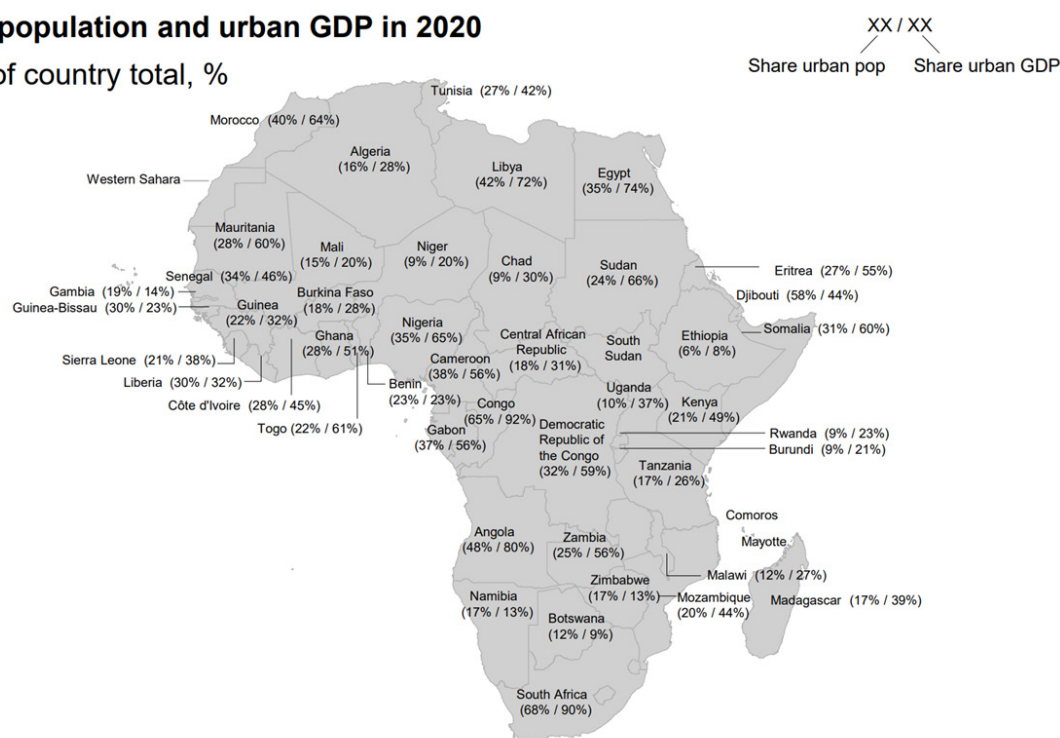 population and urban GDP in 2020
of country total, %
XX / XX
Share urban pop
Share urban GDP
Tunisia (27% / 42%)
Morocco (40% / 64%)
Algeria
(16% / 28%)
Libya
(42% / 72%)
Egypt
(35% / 74%)
Western Sahara
Mauritania
(28% / 60%)
Mali
(15% / 20%)
Niger
(9% / 20%)
Chad
(9% / 30%)
Sudan
(24% / 66%)
Eritrea (27% / 55%)
Senegal (34% / 46%)
Gambia (19% / 14%)
Djibouti (58% / 44%)
Guinea-Bissau (30% / 23%)
Guinea
(22% / 32%)
Burkina Faso
(18% / 28%)
Ghana
(28% / 51%)
Nigeria
(35% / 65%)
Cameroon
(38% / 56%)
Central African
Republic
(18% / 31%)
South
Sudan
Ethiopia
(6% / 8%)
Somalia (31% / 60%)
Sierra Leone (21% / 38%)
Liberia (30% / 32%)
Côte d'Ivoire (28% / 45%)
Togo (22% / 61%)
Benin
(23% / 23%)
Congo
(65% / 92%)
Gabon
(37% / 56%)
Democratic
Republic of
the Congo
(32% / 59%)
Uganda
(10% / 37%)
Kenya
(21% / 49%)
Rwanda (9% / 23%)
Burundi (9% / 21%)
Tanzania
(17% / 26%)
Comoros
Mayotte
Angola
(48% / 80%)
Zambia
(25% / 56%)
Malawi (12% / 27%)
Zimbabwe
(17% / 13%)
Mozambique
(20% / 44%)
Madagascar (17% / 39%)
Namibia
(17% / 13%)
Botswana
(12% / 9%)
South Africa
(68% / 90%)